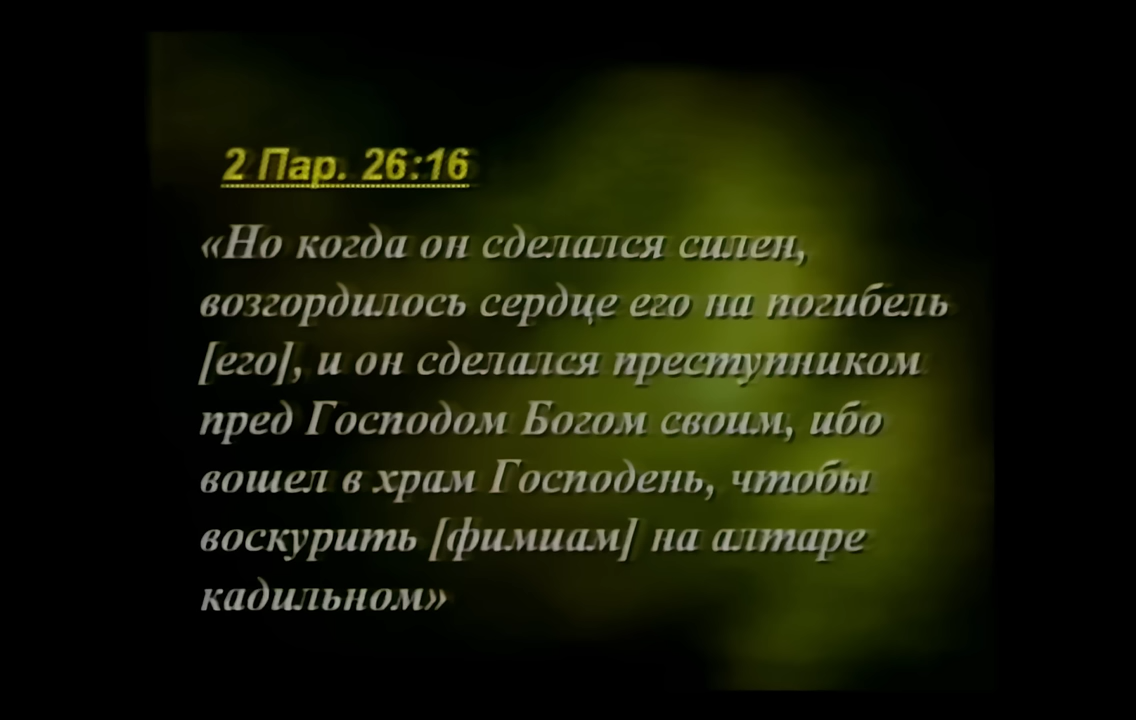 2 Пар. 26:16
«Но когда он сделался силен,
возгордилось сердце его на погибель
[его], и он сделался преступником
пред Господом Богом своим, ибо
вошел в храм Господень, чтобы
воскурить [фимиам] на алтаре
кадильном»